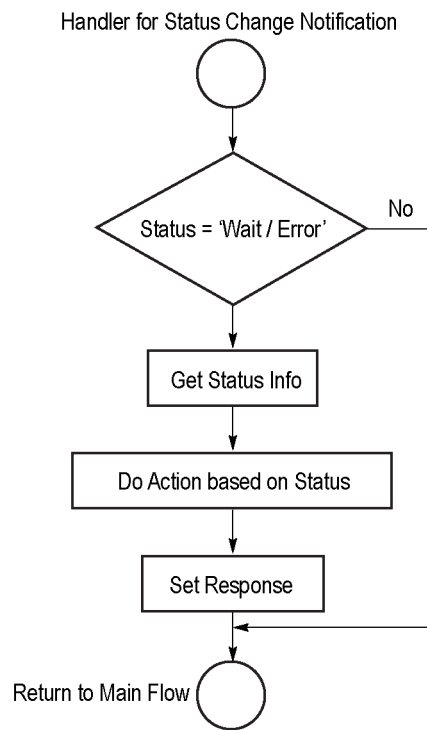 Handler for Status Change Notification
Status = ‘Wait / Error’
No
Get Status Info
Do Action based on Status
Set Response
Return to Main Flow